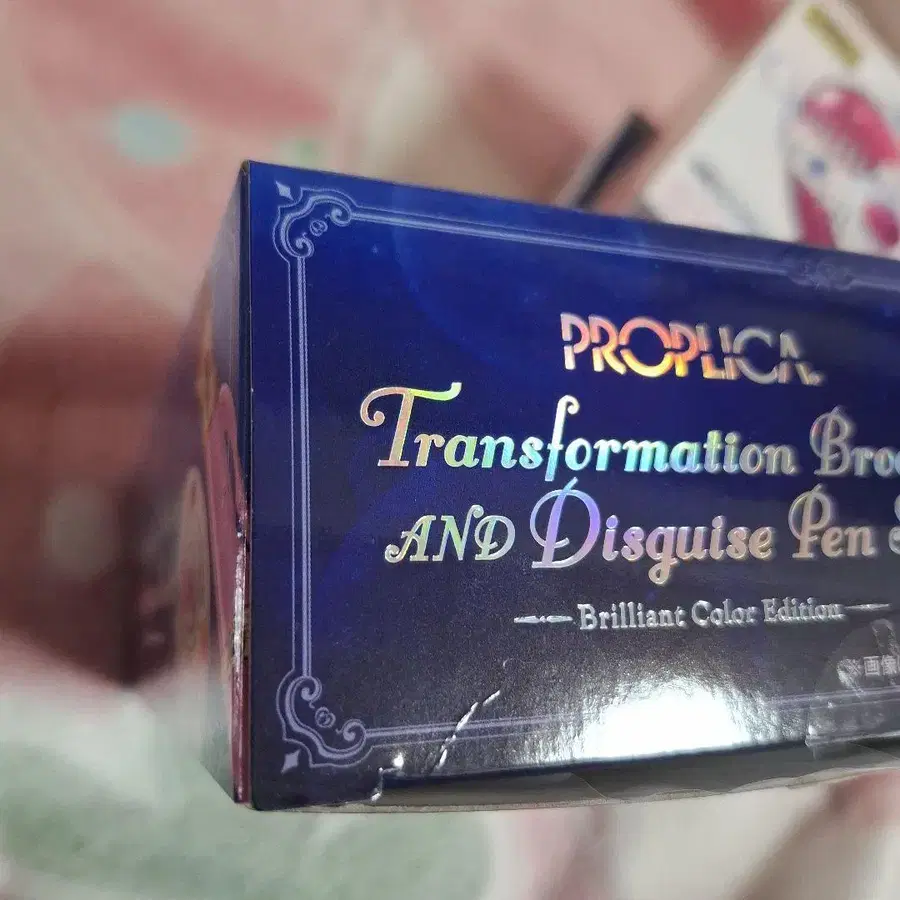 PROPLICA
Transformation Broo
AND Disguise Pen S
Brilliant Color Edition
※画像